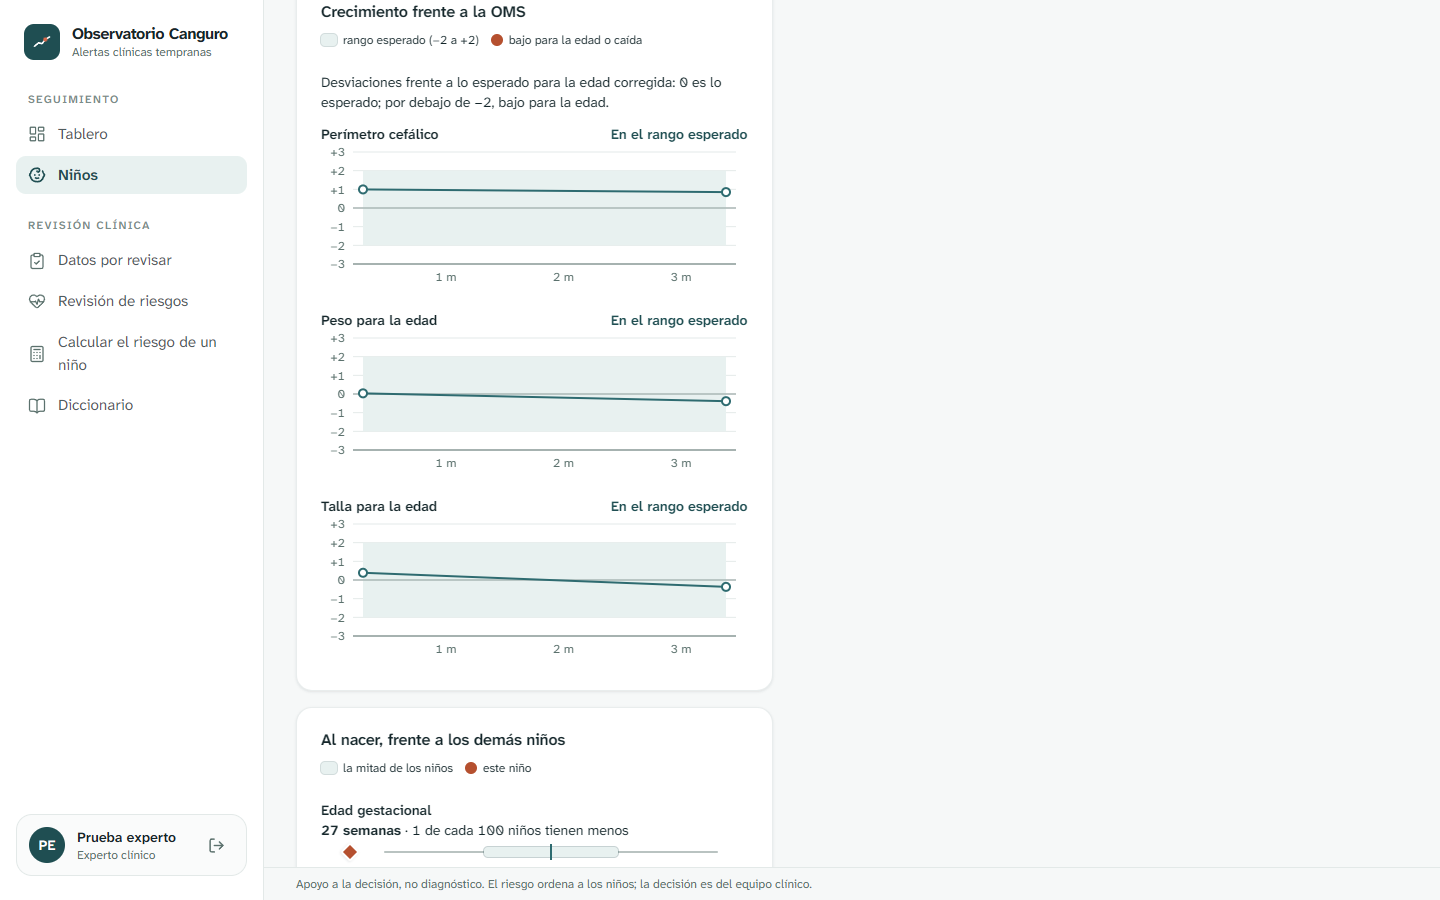 Observatorio Canguro
Alertas clínicas tempranas
SEGUIMIENTO
Tablero
Niños
REVISIÓN CLÍNICA
Datos por revisar
Revisión de riesgos
Calcular el riesgo de un
niño
Diccionario
PE
Prueba experto
Experto clínico
Crecimiento frente a la OMS
rango esperado (−2 a +2)
bajo para la edad o caída
Desviaciones frente a lo esperado para la edad corregida: 0 es lo
esperado; por debajo de −2, bajo para la edad.
Perímetro cefálico
En el rango esperado
+3
+2
+1
0
−1
−2
−3
1 m
2 m
3 m
Peso para la edad
En el rango esperado
+3
+2
+1
0
−1
−2
−3
1 m
2 m
3 m
Talla para la edad
En el rango esperado
+3
+2
+1
0
−1
−2
−3
1 m
2 m
3 m
Al nacer, frente a los demás niños
la mitad de los niños
este niño
Edad gestacional
27 semanas · 1 de cada 100 niños tienen menos
Apoyo a la decisión, no diagnóstico. El riesgo ordena a los niños; la decisión es del equipo clínico.